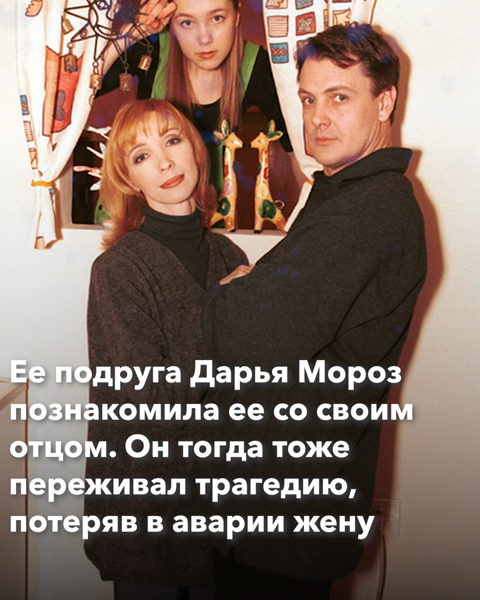 Ее подруга Дарья Мороз
познакомила ее со своим
отцом. Он тогда тоже
переживал трагедию,
потеряв в аварии жену